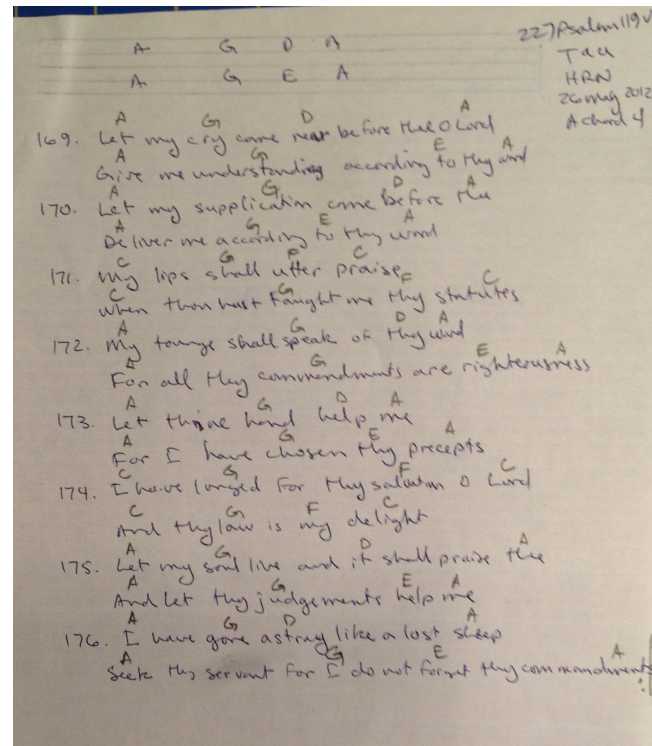 227 Psalm 119 v
Tau
HRN
26 May 2012
A chord 4
A G D A
A G E A
A G D A
169. Let my cry come near before thee O Lord
A G E A
Give me understanding according to thy word
A G D A
170. Let my supplication come before thee
A G E A
Deliver me according to thy word
C G F C
171. My lips shall utter praise
C G F C
When thou hast taught me thy statutes
A G D A
172. My tounge shall speak of thy word
A G E A
For all thy commendments are righteousness
A G D A
173. Let thine hand help me
A G E A
For I have chosen thy precepts
C G F C
174. I have longed for thy salvation O Lord
C G F C
And thy law is my delight
A G D A
175. Let my soul live and it shall praise thee
A G E A
And let thy judgements help me
A G D A
176. I have gone astray like a lost sheep
A G E A
Seek thy servant for I do not forget thy commandments